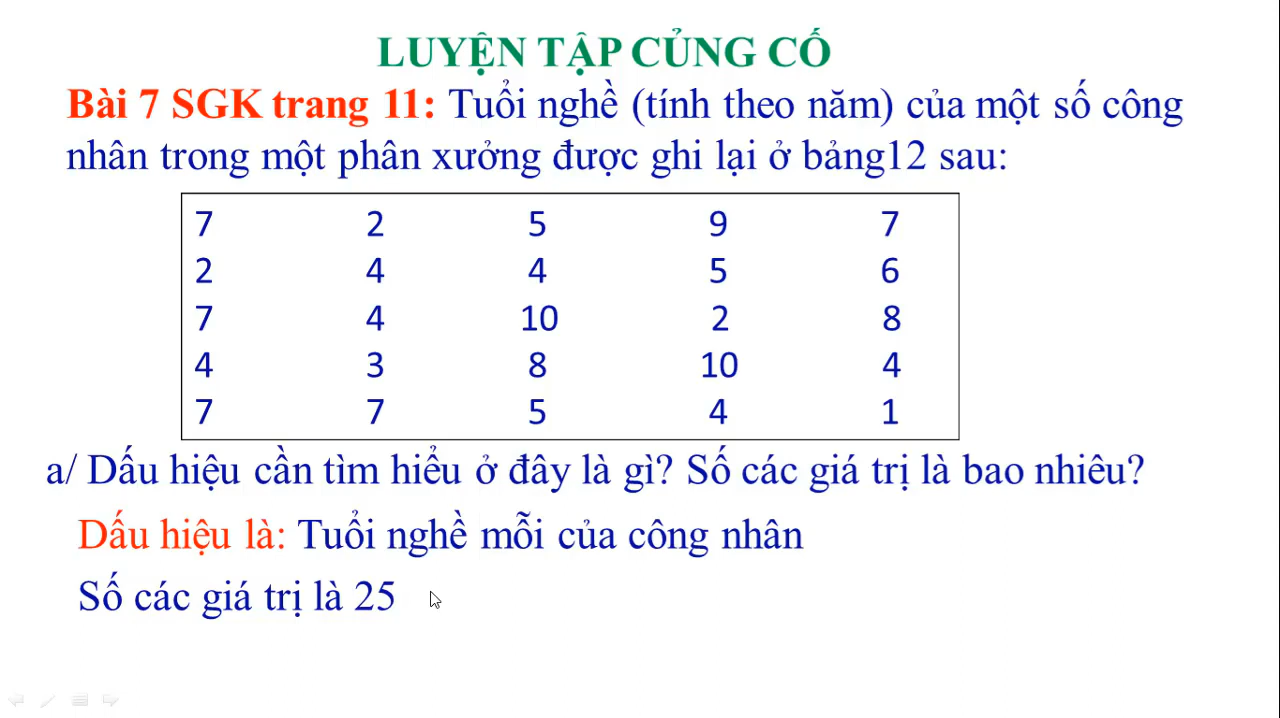 LUYỆN TẬP CỦNG CỐ
Bài 7 SGK trang 11: Tuổi nghề (tính theo năm) của một số công
nhân trong một phân xưởng được ghi lại ở bảng12 sau:
7 2 5 9 7
2 4 4 5 6
7 4 10 2 8
4 3 8 10 4
7 7 5 4 1
a/ Dấu hiệu cần tìm hiểu ở đây là gì? Số các giá trị là bao nhiêu?
Dấu hiệu là: Tuổi nghề mỗi của công nhân
Số các giá trị là 25